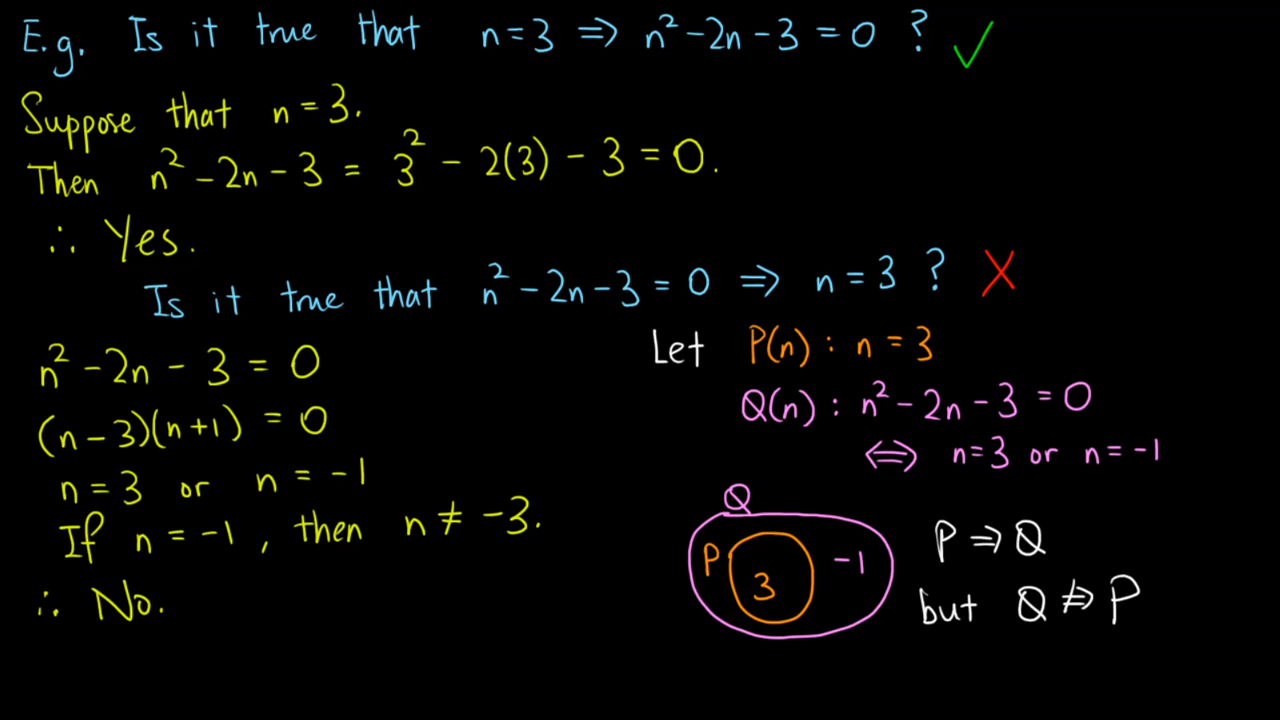 E.g. Is it true that n = 3 ⇒ n² - 2n - 3 = 0 ? ✓
Suppose that n = 3.
Then n² - 2n - 3 = 3² - 2(3) - 3 = 0.
∴ Yes.
Is it true that n² - 2n - 3 = 0 ⇒ n = 3 ? X
n² - 2n - 3 = 0
(n - 3)(n + 1) = 0
n = 3 or n = -1
If n = -1, then n ≠ -3.
∴ No.
Let P(n) : n = 3
Q(n) : n² - 2n - 3 = 0
⇔ n = 3 or n = -1
Q
P 3 -1
P ⇒ Q
but Q ⇏ P